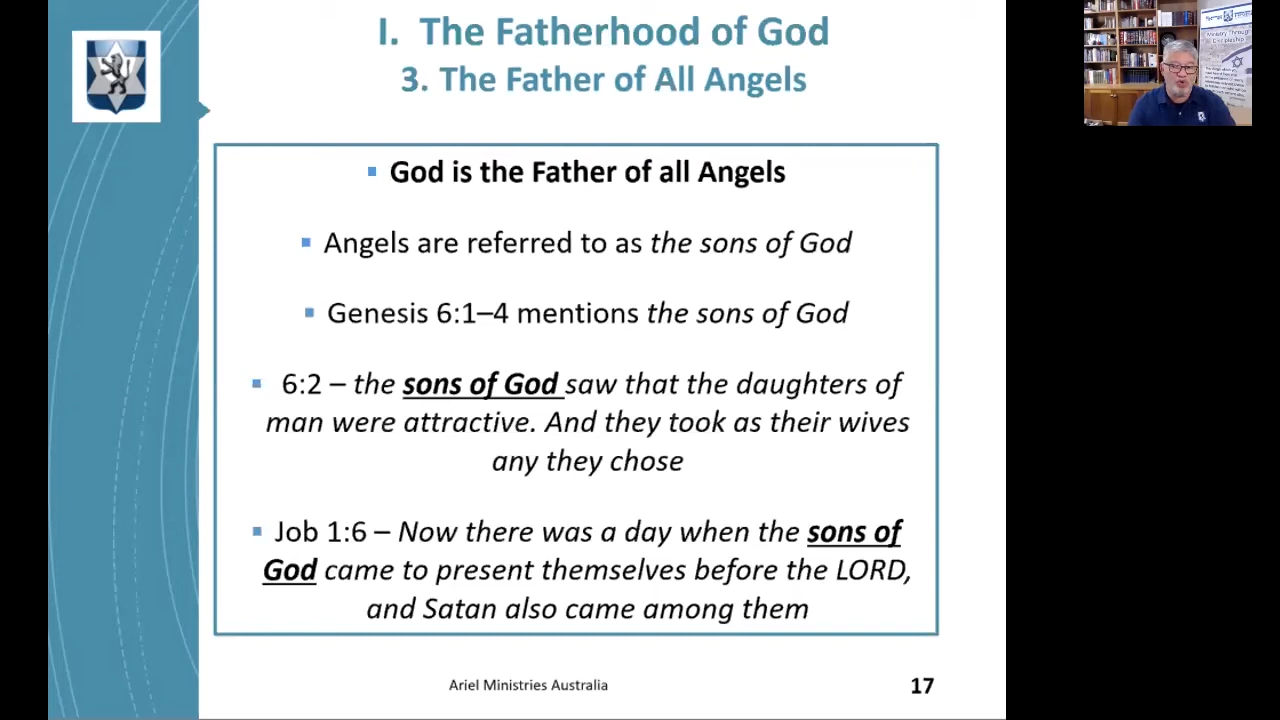 I. The Fatherhood of God
3. The Father of All Angels
God is the Father of all Angels
Angels are referred to as the sons of God
Genesis 6:1–4 mentions the sons of God
6:2 – the sons of God saw that the daughters of
man were attractive. And they took as their wives
any they chose
Job 1:6 – Now there was a day when the sons of
God came to present themselves before the LORD,
and Satan also came among them
Ariel Ministries Australia
17
Ministry Through
Discipleship